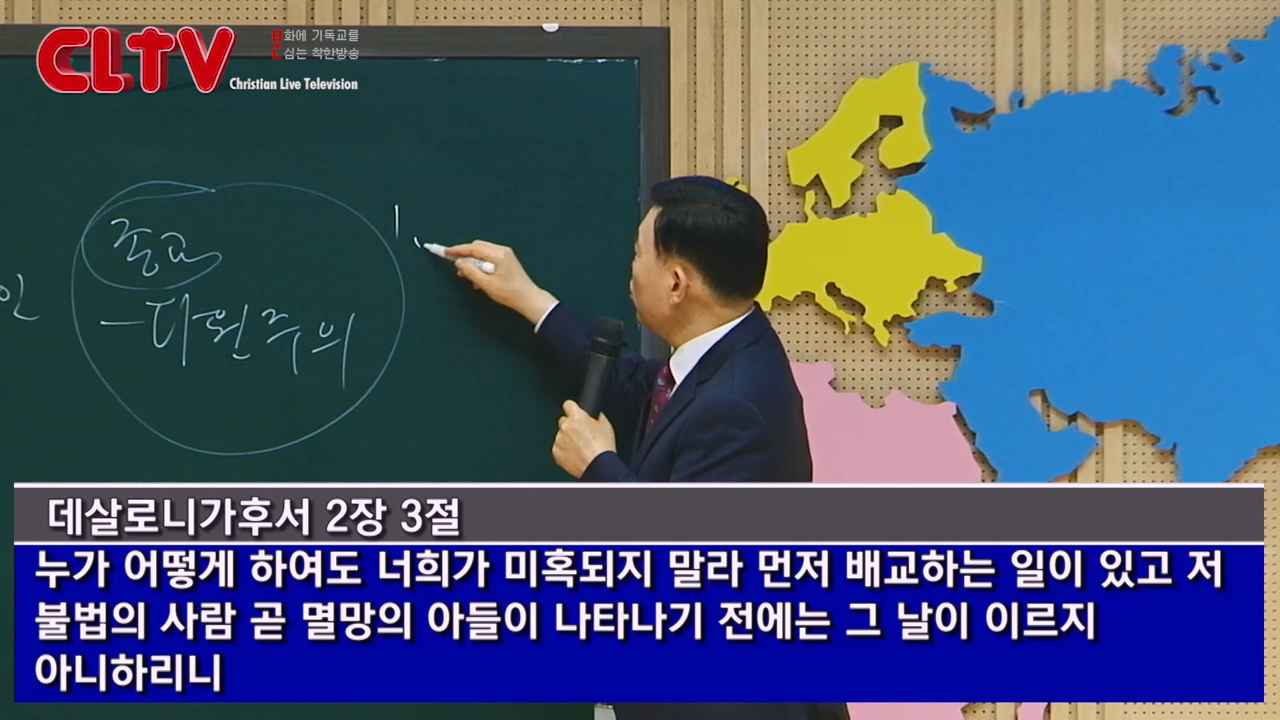 CLTV
문화에 기독교를
심는 착한방송
Christian Live Television
종교
-다원주의
인
1.
데살로니가후서 2장 3절
누가 어떻게 하여도 너희가 미혹되지 말라 먼저 배교하는 일이 있고 저
불법의 사람 곧 멸망의 아들이 나타나기 전에는 그 날이 이르지
아니하리니